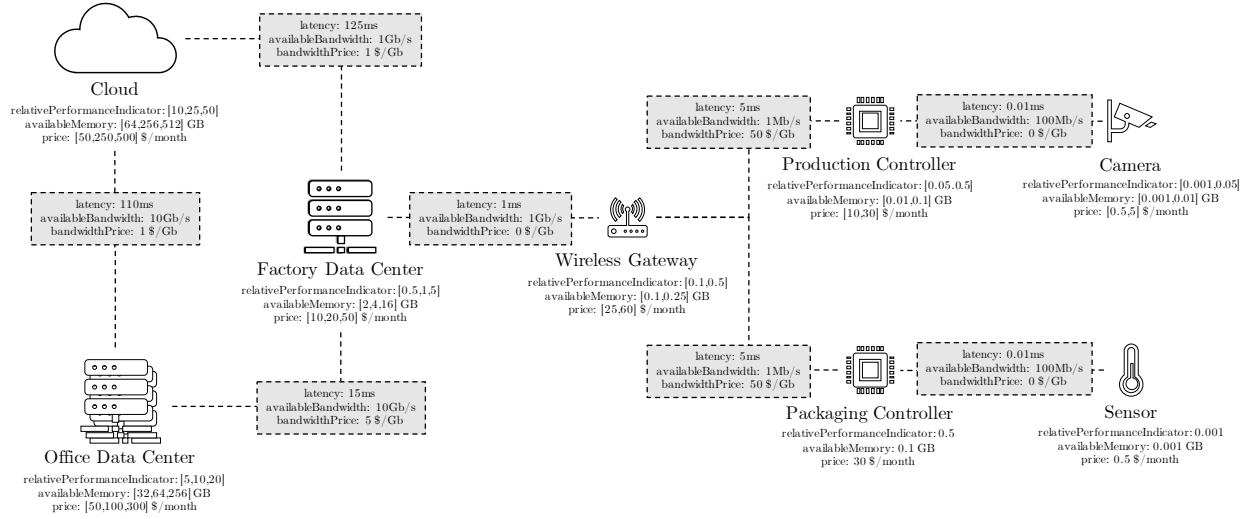 latency: 125ms
availableBandwidth: 1Gb/s
bandwidthPrice: 1 $/Gb
Cloud
relativePerformanceIndicator: [10,25,50]
availableMemory: [64,256,512] GB
price: [50,250,500] $/month
latency: 5ms
availableBandwidth: 1Mb/s
bandwidthPrice: 50 $/Gb
latency: 0.01ms
availableBandwidth: 100Mb/s
bandwidthPrice: 0 $/Gb
Production Controller
relativePerformanceIndicator: [0.05.0.5]
availableMemory: [0.01,0.1] GB
price: [10,30] $/month
Camera
relativePerformanceIndicator: [0.001,0.05]
availableMemory: [0.001,0.01] GB
price: [0.5,5] $/month
latency: 110ms
availableBandwidth: 10Gb/s
bandwidthPrice: 1 $/Gb
latency: 1ms
availableBandwidth: 1Gb/s
bandwidthPrice: 0 $/Gb
Factory Data Center
relativePerformanceIndicator: [0.5,1,5]
availableMemory: [2,4,16] GB
price: [10,20,50] $/month
Wireless Gateway
relativePerformanceIndicator: [0.1,0.5]
availableMemory: [0.1,0.25] GB
price: [25,60] $/month
latency: 15ms
availableBandwidth: 10Gb/s
bandwidthPrice: 5 $/Gb
latency: 5ms
availableBandwidth: 1Mb/s
bandwidthPrice: 50 $/Gb
latency: 0.01ms
availableBandwidth: 100Mb/s
bandwidthPrice: 0 $/Gb
Packaging Controller
relativePerformanceIndicator: 0.5
availableMemory: 0.1 GB
price: 30 $/month
Sensor
relativePerformanceIndicator: 0.001
availableMemory: 0.001 GB
price: 0.5 $/month
Office Data Center
relativePerformanceIndicator: [5,10,20]
availableMemory: [32,64,256] GB
price: [50,100,300] $/month